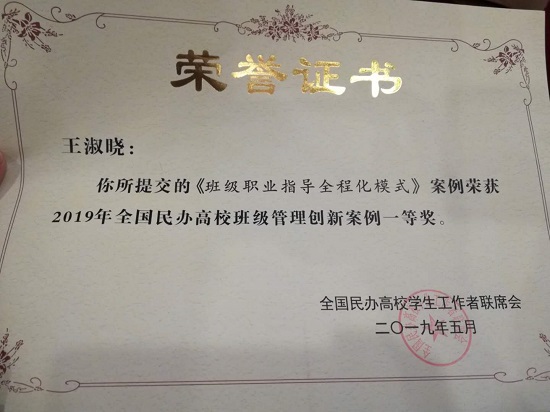 荣誉证书
王淑晓：
你所提交的《班级职业指导全程化模式》案例荣获
2019年全国民办高校班级管理创新案例一等奖。
全国民办高校学生工作者联席会
二〇一九年五月